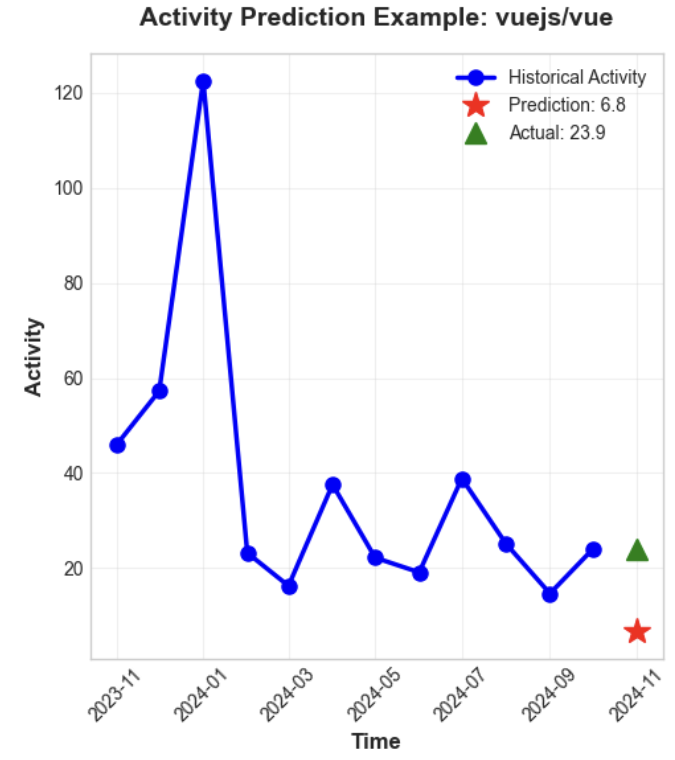 Activity Prediction Example: vuejs/vue
Historical Activity
Prediction: 6.8
Actual: 23.9
120
100
80
60
40
20
Activity
2023-11
2024-01
2024-03
2024-05
2024-07
2024-09
2024-11
Time